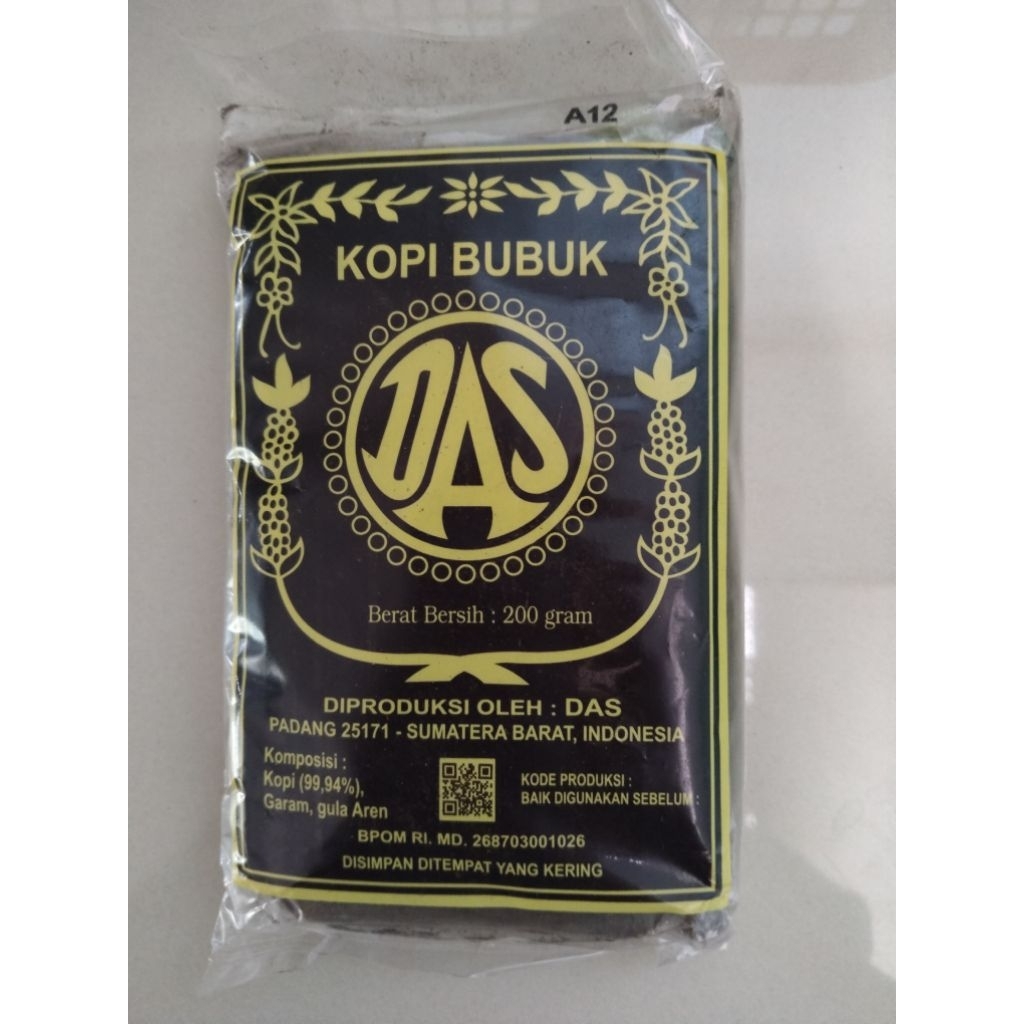 A12
KOPI BUBUK
DAS
Berat Bersih : 200 gram
DIPRODUKSI OLEH : DAS
PADANG 25171 - SUMATERA BARAT, INDONESIA
Komposisi :
Kopi (99,94%),
Garam, gula Aren
KODE PRODUKSI :
BAIK DIGUNAKAN SEBELUM :
BPOM RI. MD. 268703001026
DISIMPAN DITEMPAT YANG KERING